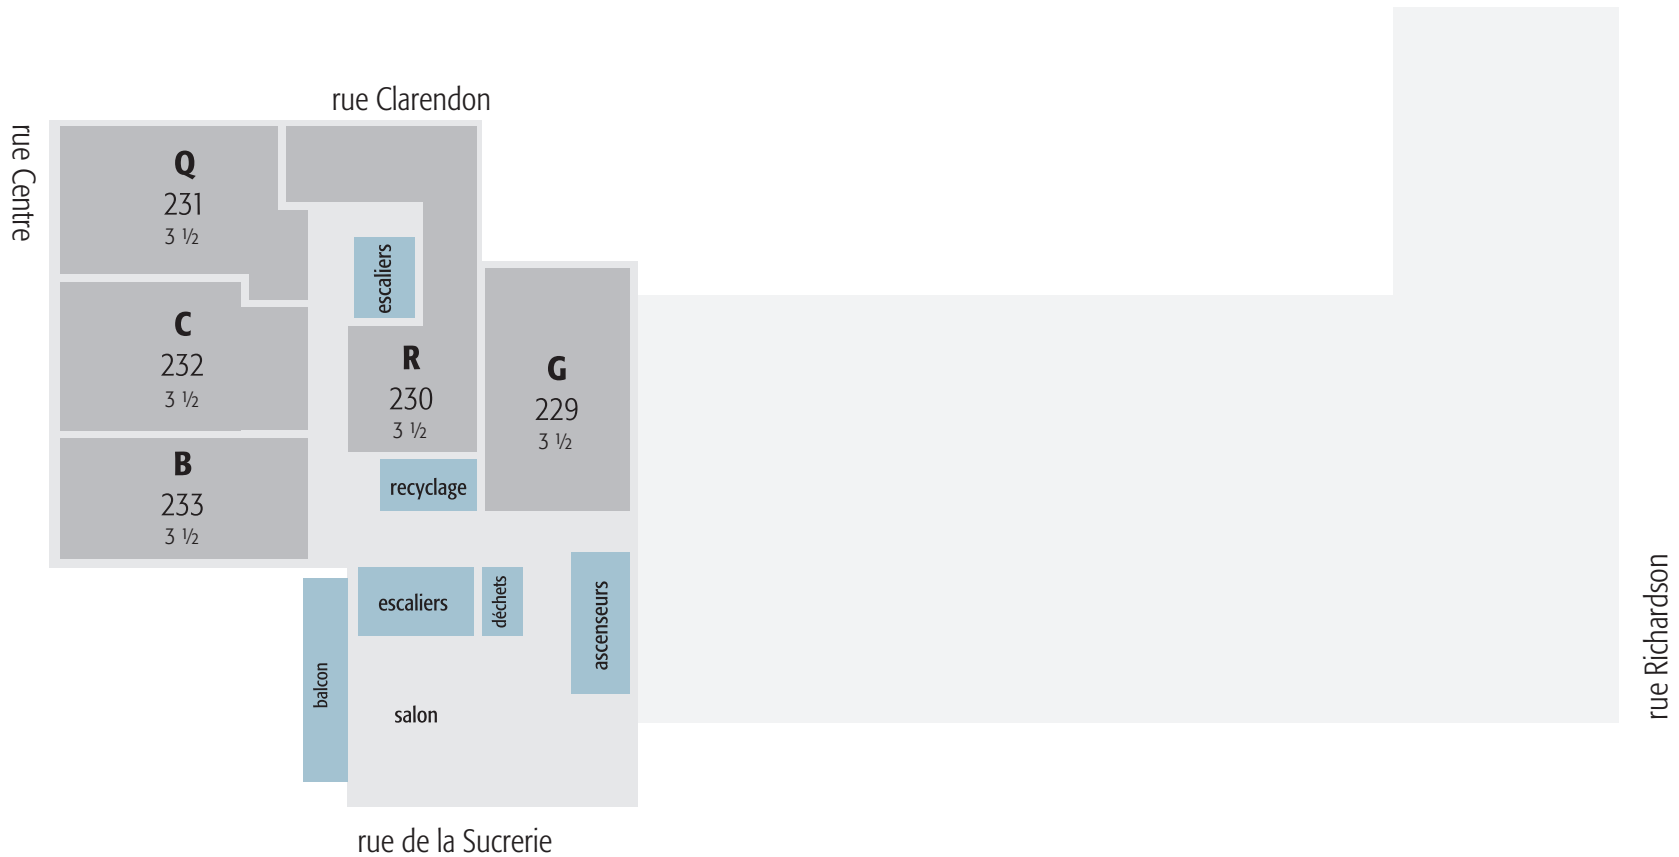 rue Clarendon
rue Centre
Q
231
3 ½
escaliers
C
232
3 ½
R
230
3 ½
G
229
3 ½
B
233
3 ½
recyclage
escaliers
déchets
ascenseurs
balcon
salon
rue Richardson
rue de la Sucrerie